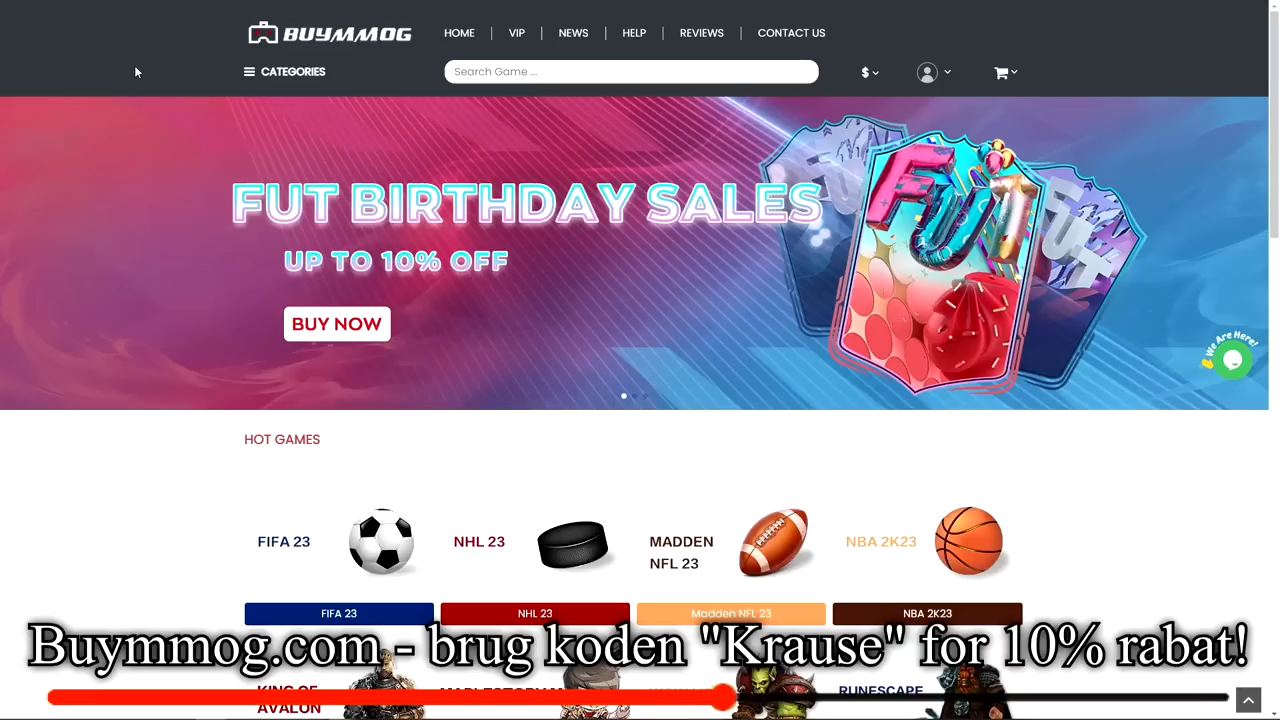 BUYMMOG
HOME
VIP
NEWS
HELP
REVIEWS
CONTACT US
CATEGORIES
Search Game ...
$
FUT BIRTHDAY SALES
UP TO 10% OFF
BUY NOW
FUT
We Are Here!
HOT GAMES
FIFA 23
NHL 23
MADDEN
NFL 23
NBA 2K23
FIFA 23
NHL 23
Madden NFL 23
NBA 2K23
Buymmog.com - brug koden "Krause" for 10% rabat!
KING OF
AVALON
RUNESCAPE